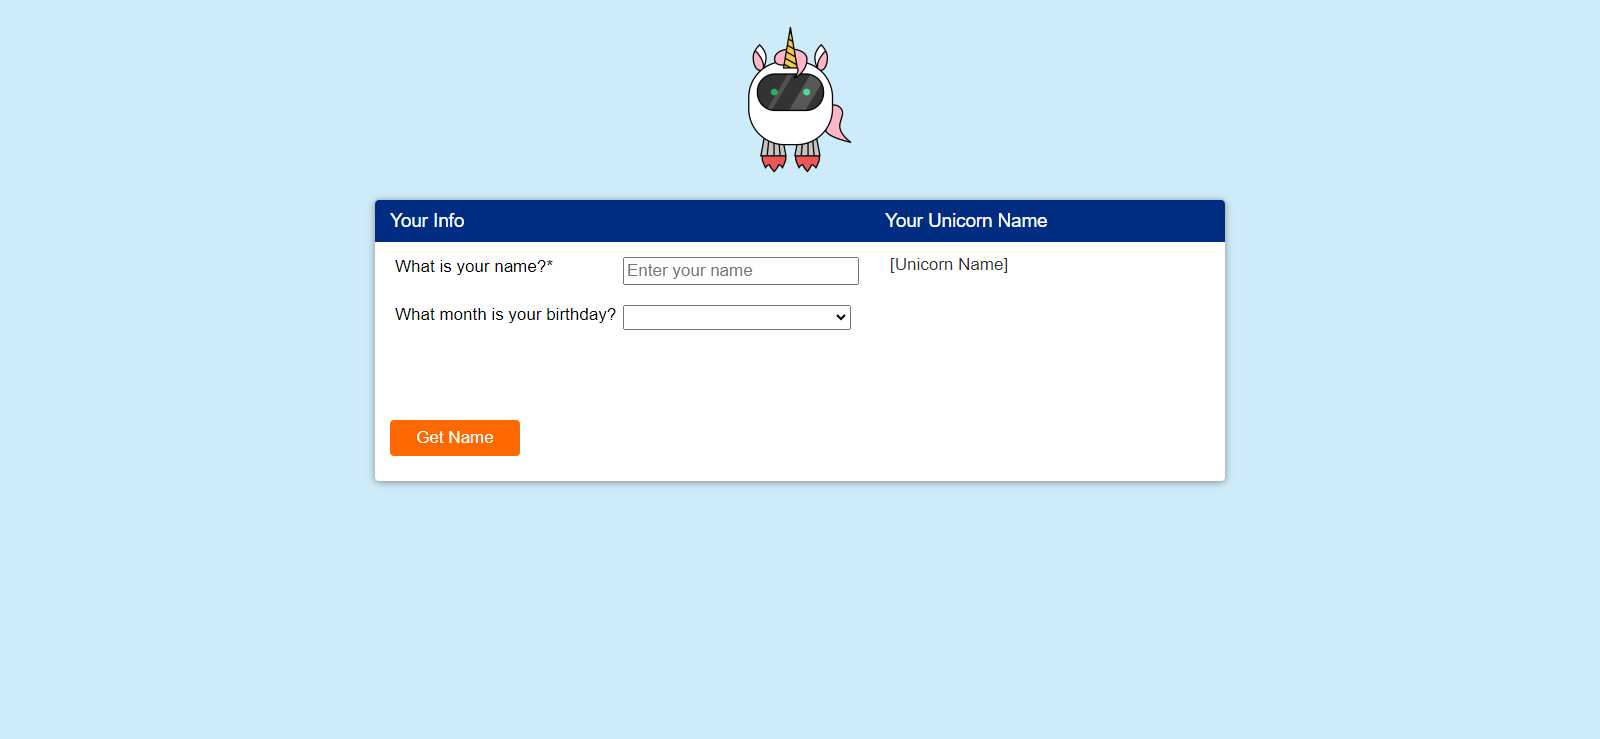 Your Info
Your Unicorn Name
What is your name?*
Enter your name
[Unicorn Name]
What month is your birthday?
Get Name